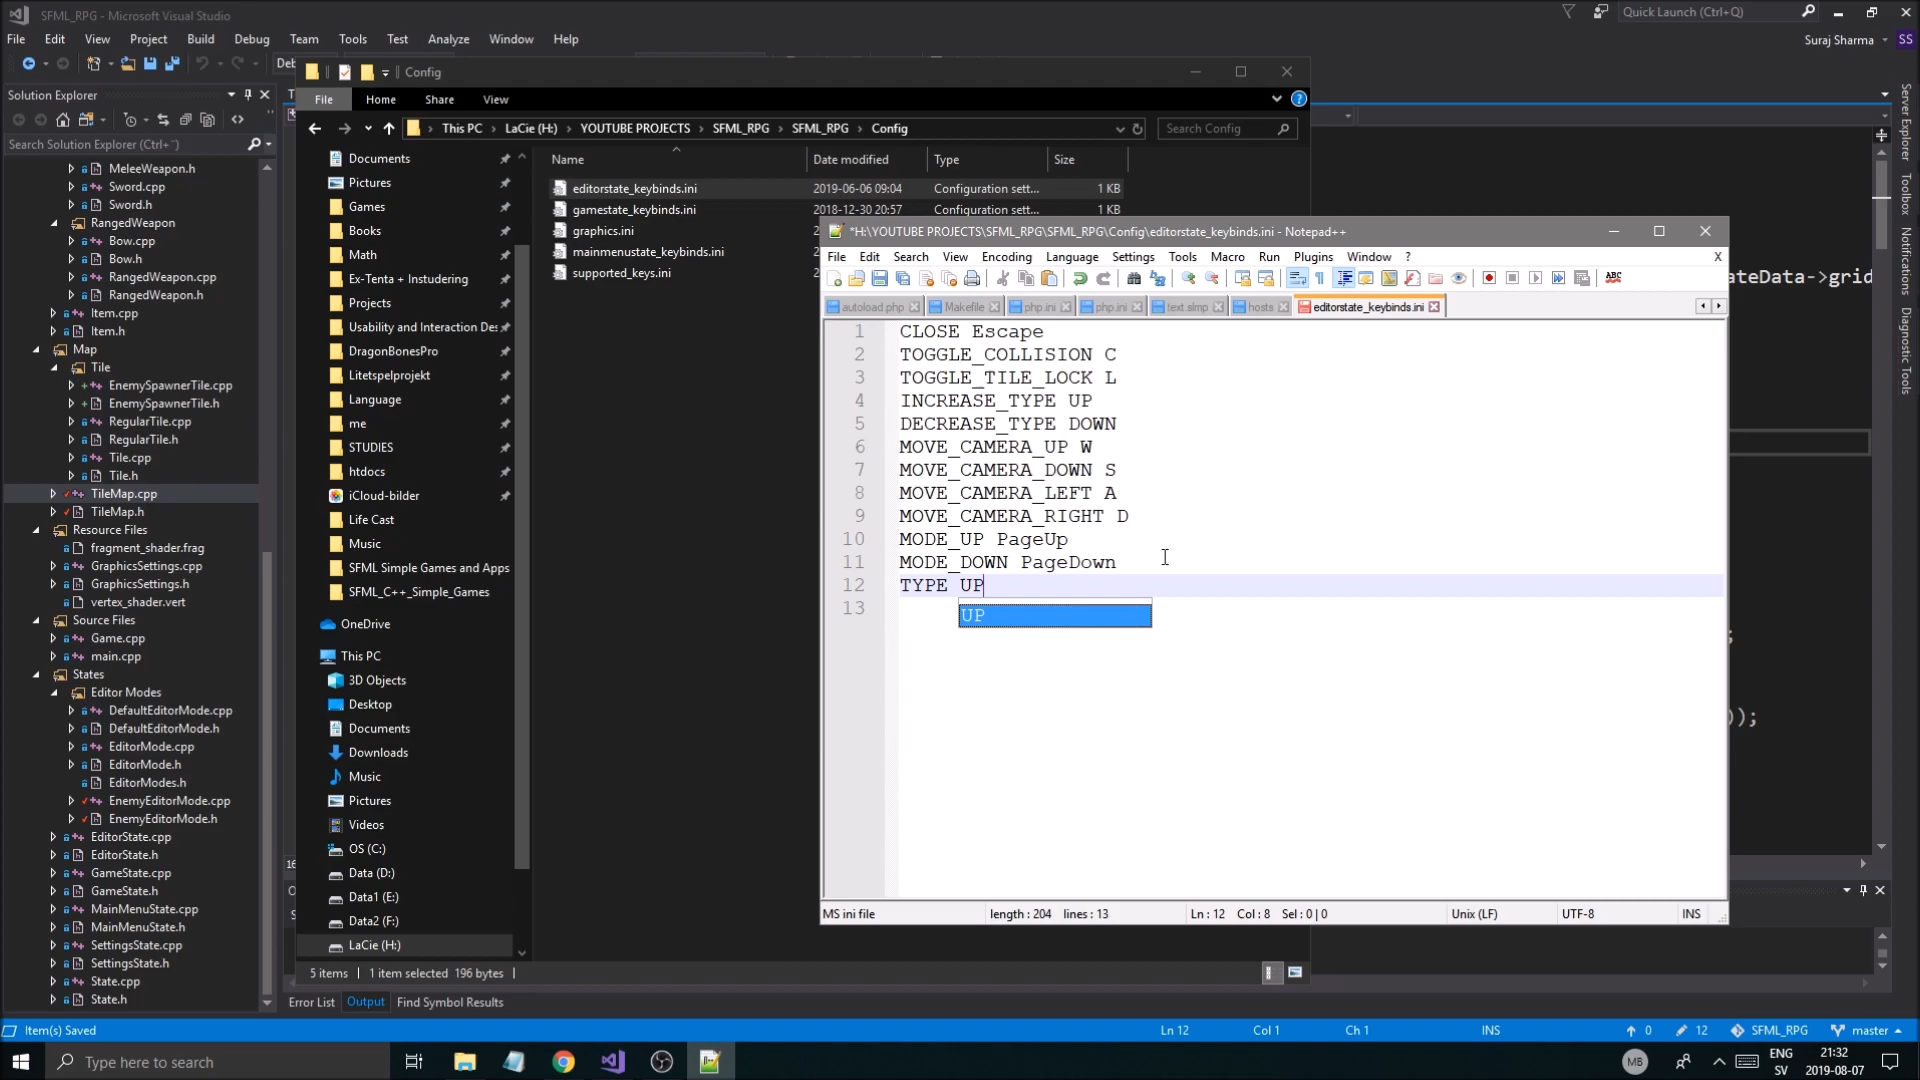 SFML_RPG - Microsoft Visual Studio
Quick Launch (Ctrl+Q)
File Edit View Project Build Debug Team Tools Test Analyze Window Help
Suraj Sharma SS
Deb
Solution Explorer
Search Solution Explorer (Ctrl+¨)
MeleeWeapon.h
Sword.cpp
Sword.h
RangedWeapon
Bow.cpp
Bow.h
RangedWeapon.cpp
RangedWeapon.h
Item.cpp
Item.h
Map
Tile
EnemySpawnerTile.cpp
EnemySpawnerTile.h
RegularTile.cpp
RegularTile.h
Tile.cpp
Tile.h
TileMap.cpp
TileMap.h
Resource Files
fragment_shader.frag
GraphicsSettings.cpp
GraphicsSettings.h
vertex_shader.vert
Source Files
Game.cpp
main.cpp
States
Editor Modes
DefaultEditorMode.cpp
DefaultEditorMode.h
EditorMode.cpp
EditorMode.h
EditorModes.h
EnemyEditorMode.cpp
EnemyEditorMode.h
EditorState.cpp
EditorState.h
GameState.cpp
GameState.h
MainMenuState.cpp
MainMenuState.h
SettingsState.cpp
SettingsState.h
State.cpp
State.h
Config
File Home Share View
This PC LaCie (H:) YOUTUBE PROJECTS SFML_RPG SFML_RPG Config
Search Config
Documents
Pictures
Games
Books
Math
Ex-Tenta + Instudering
Projects
Usability and Interaction Des
DragonBonesPro
Litetspelprojekt
Language
me
STUDIES
htdocs
iCloud-bilder
Life Cast
Music
SFML Simple Games and Apps
SFML_C++_Simple_Games
OneDrive
This PC
3D Objects
Desktop
Documents
Downloads
Music
Pictures
Videos
OS (C:)
Data (D:)
Data1 (E:)
Data2 (F:)
LaCie (H:)
Name Date modified Type Size
editorstate_keybinds.ini 2019-06-06 09:04 Configuration sett... 1 KB
gamestate_keybinds.ini 2018-12-30 20:57 Configuration sett... 1 KB
graphics.ini
mainmenustate_keybinds.ini
supported_keys.ini
5 items 1 item selected 196 bytes
*H:\YOUTUBE PROJECTS\SFML_RPG\SFML_RPG\Config\editorstate_keybinds.ini - Notepad++
File Edit Search View Encoding Language Settings Tools Macro Run Plugins Window ? X
autoload.php Makefile php.ini php.ini text.slmp hosts editorstate_keybinds.ini
1 CLOSE Escape
2 TOGGLE_COLLISION C
3 TOGGLE_TILE_LOCK L
4 INCREASE_TYPE UP
5 DECREASE_TYPE DOWN
6 MOVE_CAMERA_UP W
7 MOVE_CAMERA_DOWN S
8 MOVE_CAMERA_LEFT A
9 MOVE_CAMERA_RIGHT D
10 MODE_UP PageUp
11 MODE_DOWN PageDown
12 TYPE UP
13
UP
MS ini file length : 204 lines : 13 Ln : 12 Col : 8 Sel : 0 | 0 Unix (LF) UTF-8 INS
ateData->grid
;
));
Server Explorer
Toolbox
Notifications
Diagnostic Tools
Error List Output Find Symbol Results
Item(s) Saved Ln 12 Col 1 Ch 1 INS 0 12 SFML_RPG master
Type here to search
MB
ENG
SV
21:32
2019-08-07